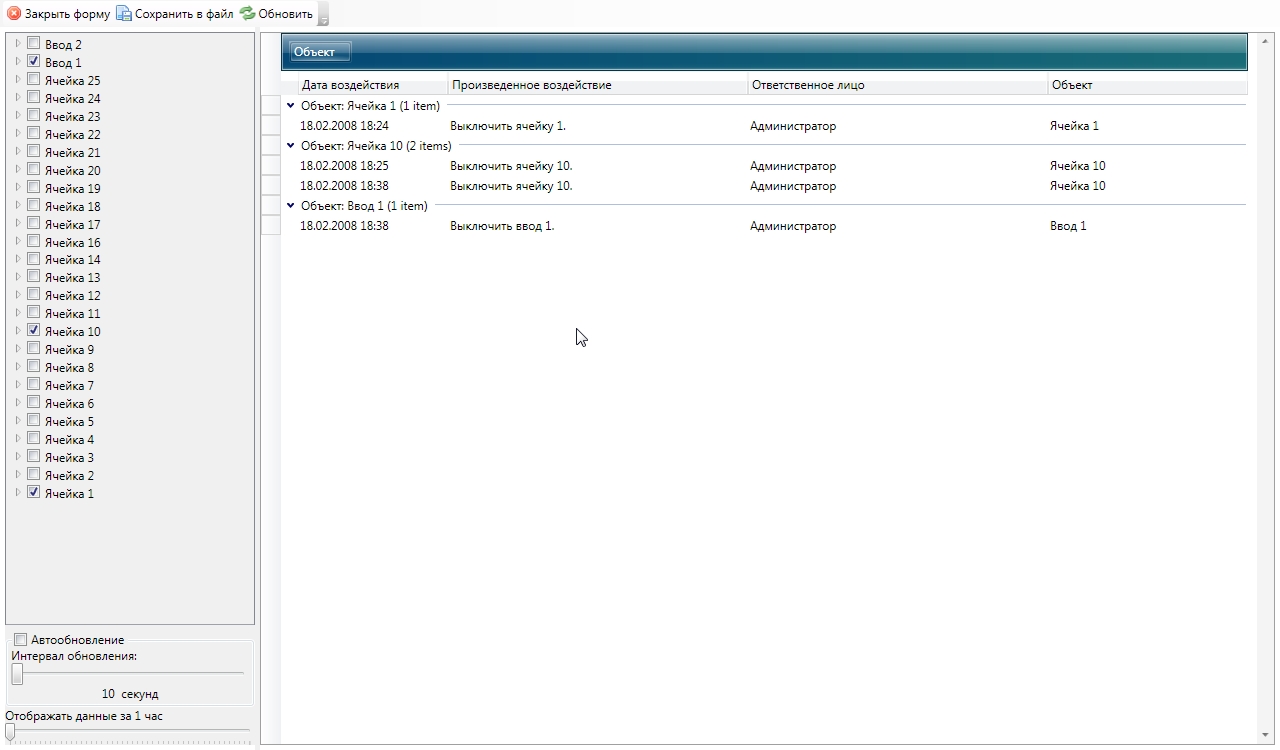 Закрыть форму Сохранить в файл Обновить
Ввод 2
Ввод 1
Ячейка 25
Ячейка 24
Ячейка 23
Ячейка 22
Ячейка 21
Ячейка 20
Ячейка 19
Ячейка 18
Ячейка 17
Ячейка 16
Ячейка 14
Ячейка 13
Ячейка 12
Ячейка 11
Ячейка 10
Ячейка 9
Ячейка 8
Ячейка 7
Ячейка 6
Ячейка 5
Ячейка 4
Ячейка 3
Ячейка 2
Ячейка 1
Автообновление
Интервал обновления:
10 секунд
Отображать данные за 1 час
Объект
Дата воздействия Произведенное воздействие Ответственное лицо Объект
Объект: Ячейка 1 (1 item)
18.02.2008 18:24 Выключить ячейку 1. Администратор Ячейка 1
Объект: Ячейка 10 (2 items)
18.02.2008 18:25 Выключить ячейку 10. Администратор Ячейка 10
18.02.2008 18:38 Выключить ячейку 10. Администратор Ячейка 10
Объект: Ввод 1 (1 item)
18.02.2008 18:38 Выключить ввод 1. Администратор Ввод 1